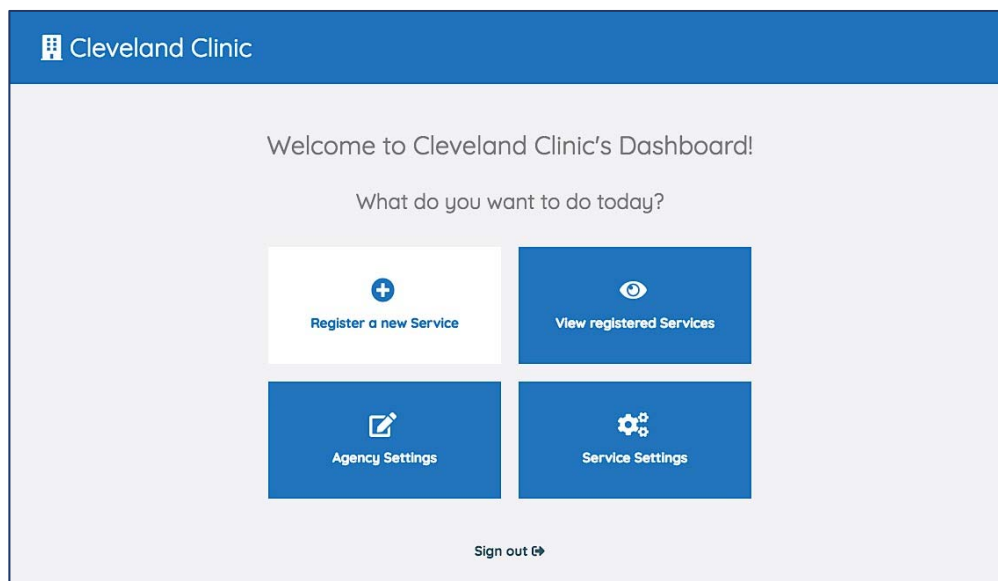 Cleveland Clinic
Welcome to Cleveland Clinic's Dashboard!
What do you want to do today?
Register a new Service
View registered Services
Agency Settings
Service Settings
Sign out